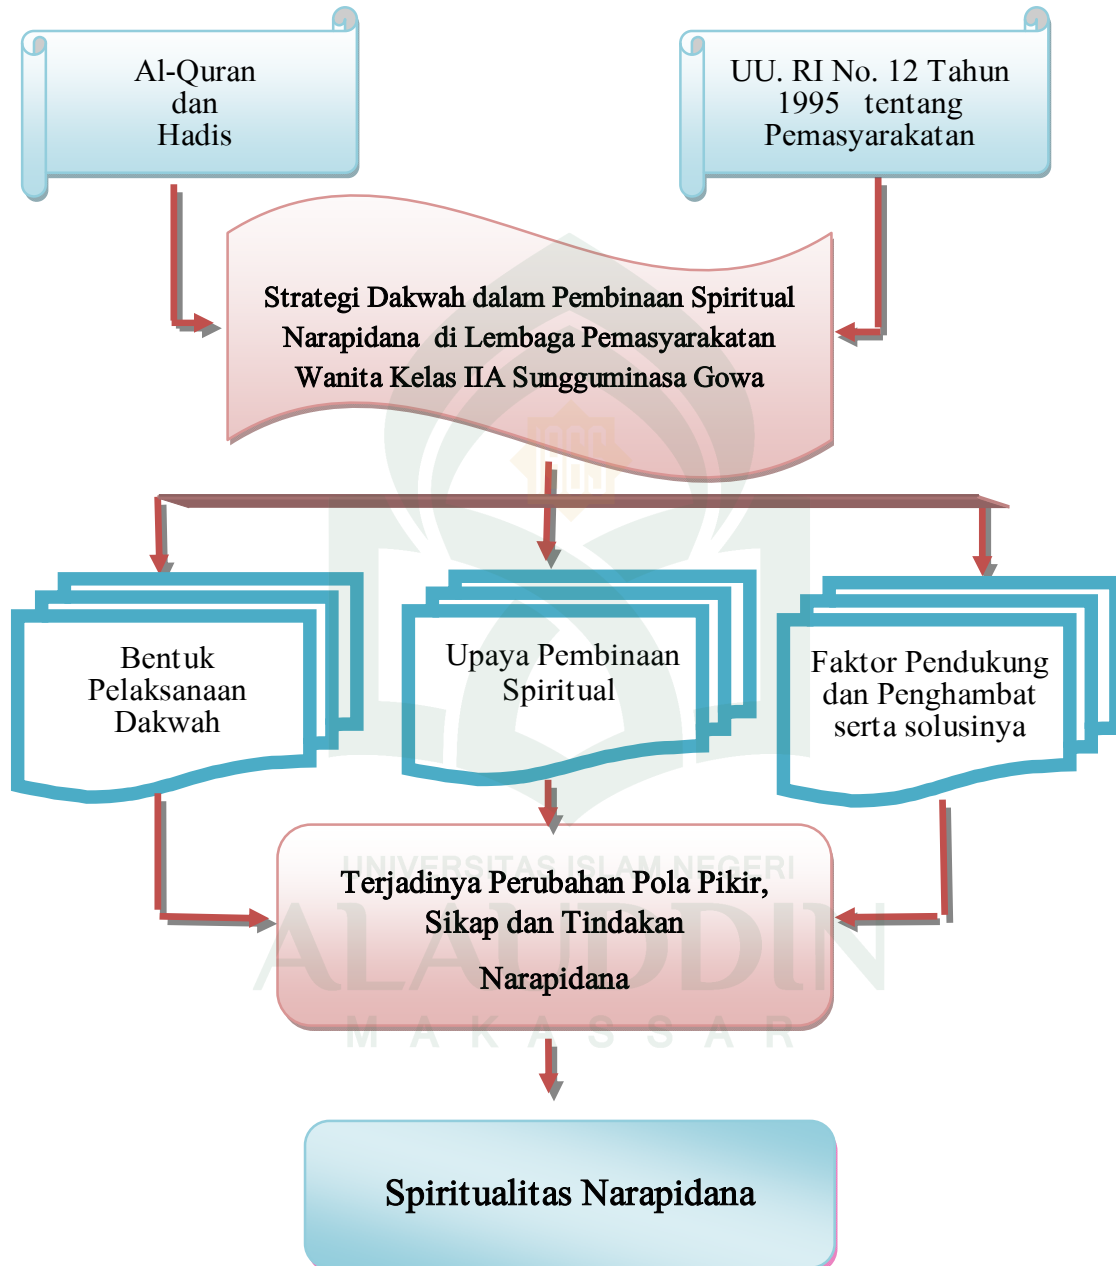 Al-Quran
dan
Hadis
UU. RI No. 12 Tahun
1995 tentang
Pemasyarakatan
Strategi Dakwah dalam Pembinaan Spiritual
Narapidana di Lembaga Pemasyarakatan
Wanita Kelas IIA Sungguminasa Gowa
Bentuk
Pelaksanaan
Dakwah
Upaya Pembinaan
Spiritual
Faktor Pendukung
dan Penghambat
serta solusinya
UNIVERSITAS ISLAM NEGERI
Terjadinya Perubahan Pola Pikir,
Sikap dan Tindakan
ALAUDDIN
Narapidana
MAKASSAR
Spiritualitas Narapidana